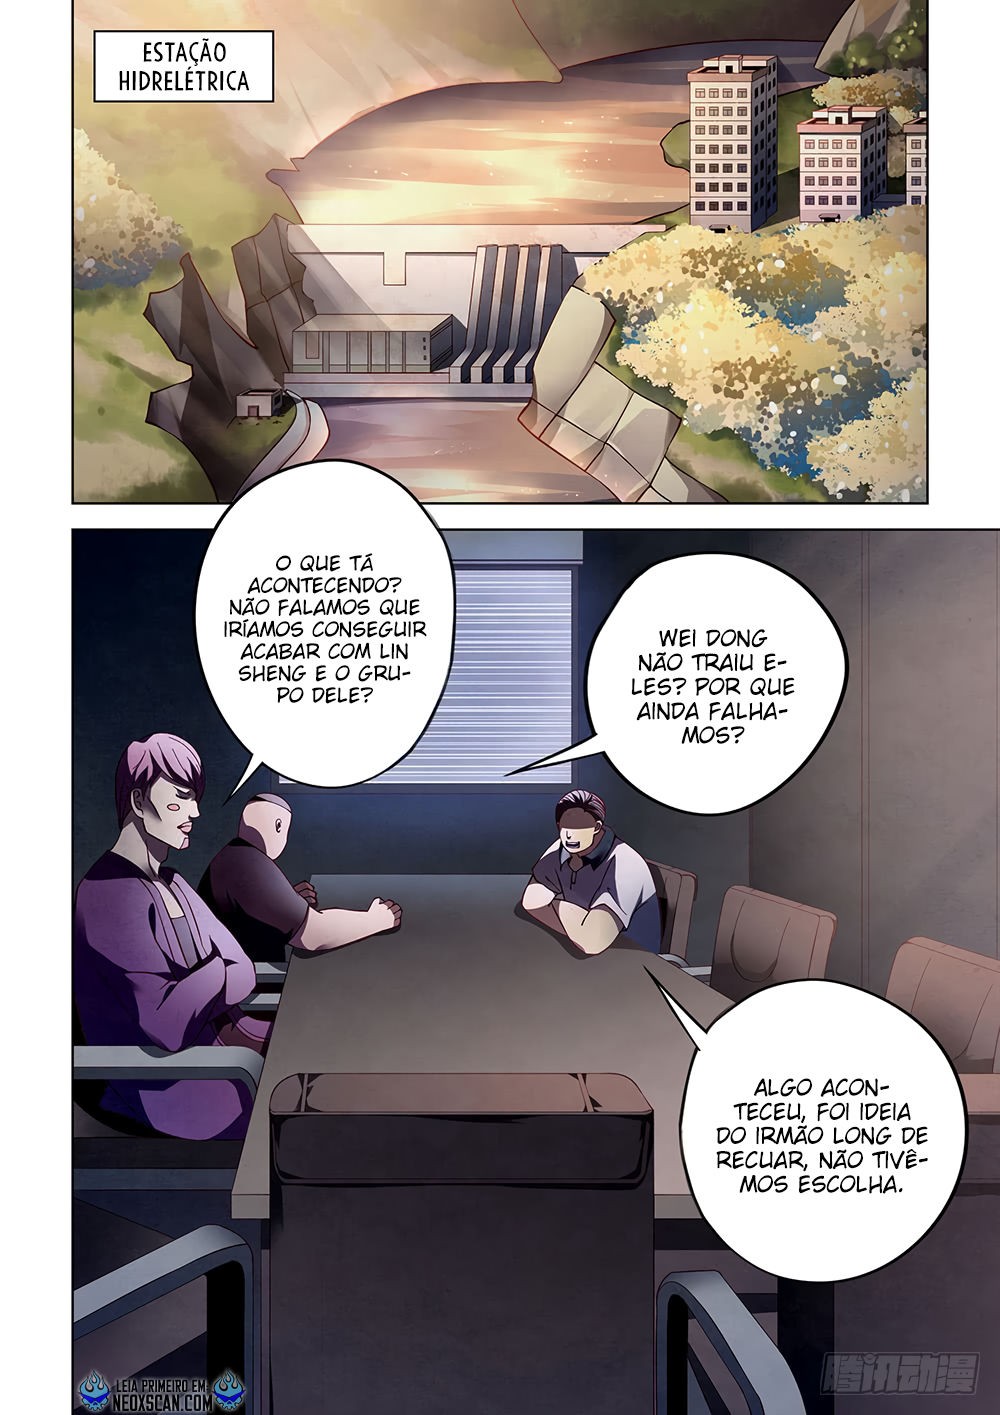 ESTAÇÃO
HIDRELÉTRICA
O QUE TÁ
ACONTECENDO?
NÃO FALAMOS QUE
IRÍAMOS CONSEGUIR
ACABAR COM LIN
SHENG E O GRU-
PO DELE?
WEI DONG
NÃO TRAIU E-
LES? POR QUE
AINDA FALHA-
MOS?
ALGO ACON-
TECEU, FOI IDEIA
DO IRMÃO LONG DE
RECUAR, NÃO TIVÊ-
MOS ESCOLHA.
LEIA PRIMEIRO EM
NEOXSCAN.COM
腾讯动漫